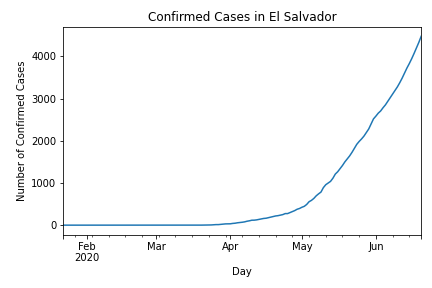 Confirmed Cases in El Salvador
Number of Confirmed Cases
4000
3000
2000
1000
0
Feb
2020
Mar
Apr
May
Jun
Day